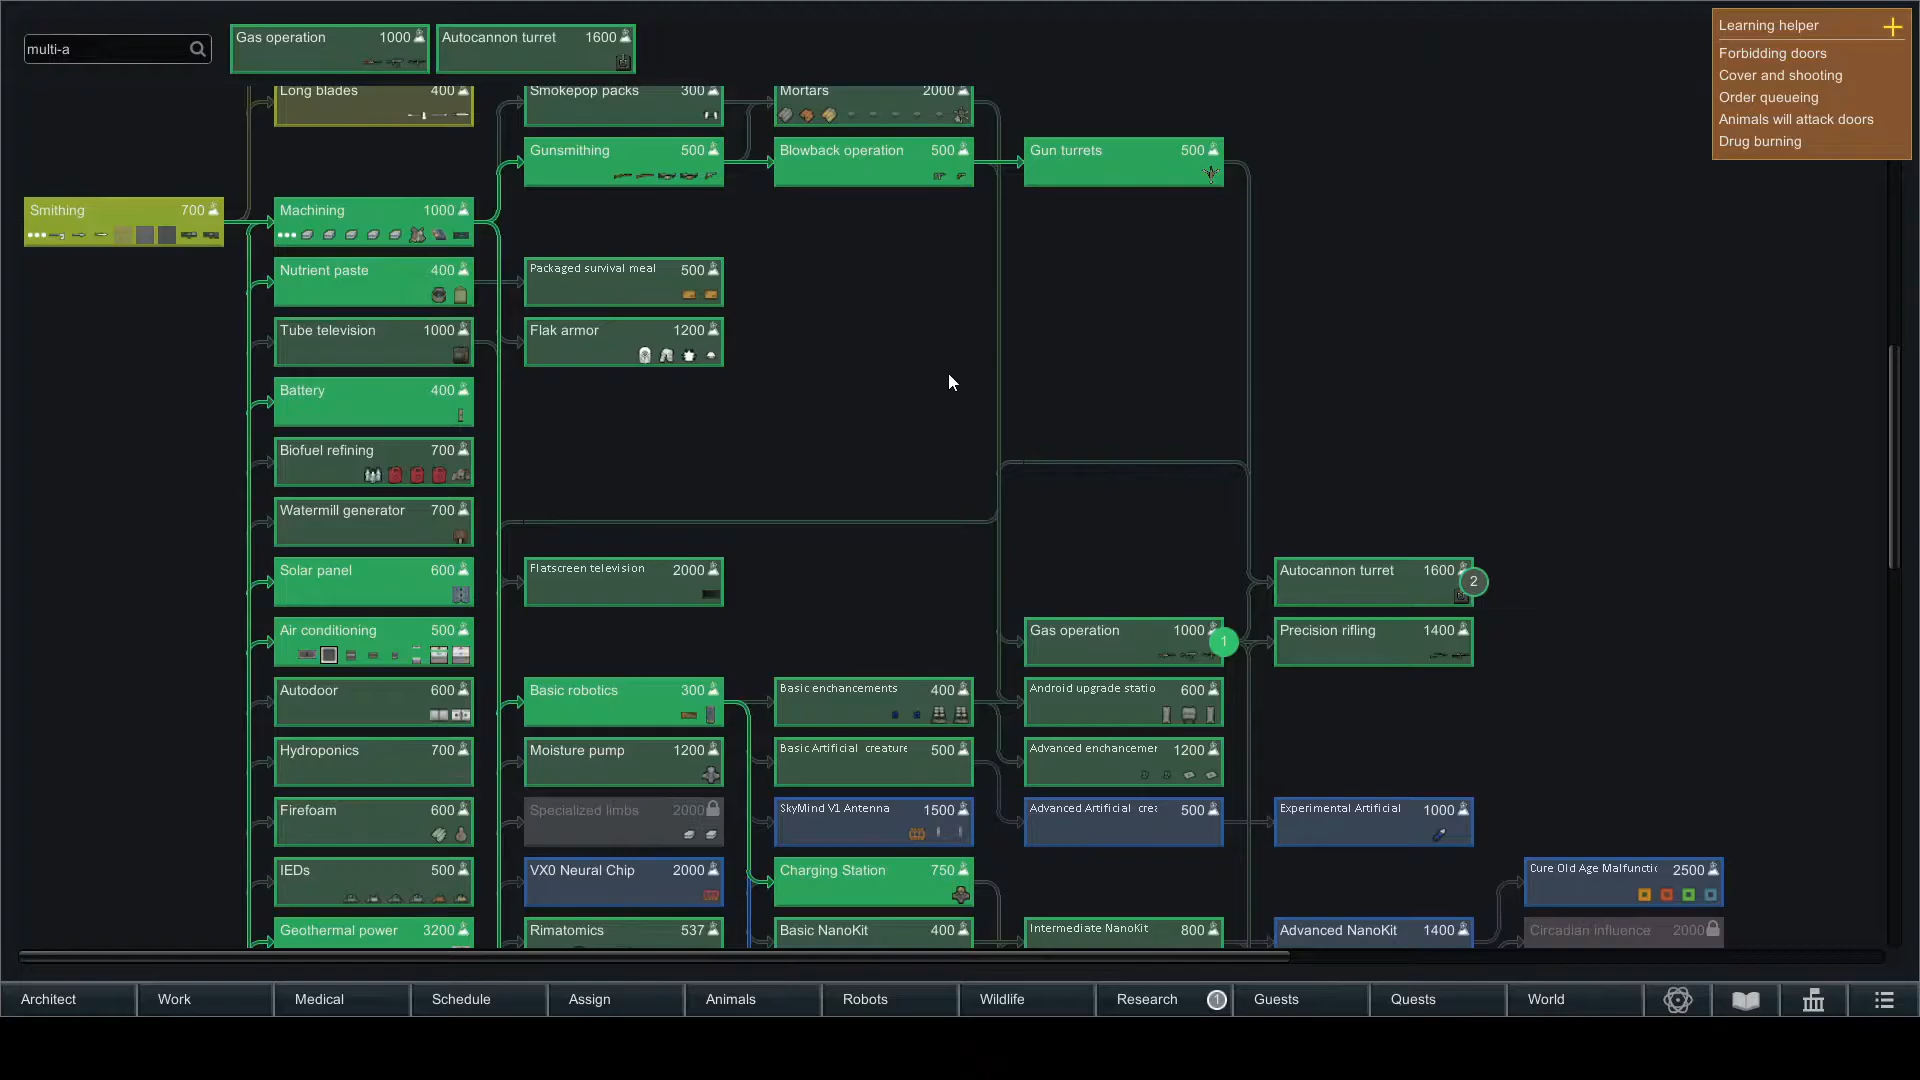 multi-a
Gas operation 1000
Autocannon turret 1600
Learning helper
Forbidding doors
Cover and shooting
Order queueing
Animals will attack doors
Drug burning
Long blades 400
Smokepop packs 300
Mortars 2000
Gunsmithing 500
Blowback operation 500
Gun turrets 500
Smithing 700
Machining 1000
Nutrient paste 400
Packaged survival meal 500
Tube television 1000
Flak armor 1200
Battery 400
Biofuel refining 700
Watermill generator 700
Solar panel 600
Flatscreen television 2000
Autocannon turret 1600
2
Air conditioning 500
Gas operation 1000
1
Precision rifling 1400
Autodoor 600
Basic robotics 300
Basic enchancements 400
Android upgrade statio 600
Hydroponics 700
Moisture pump 1200
Basic Artificial creature 500
Advanced enchancemer 1200
Firefoam 600
Specialized limbs 2000
SkyMind V1 Antenna 1500
Advanced Artificial crea 500
Experimental Artificial 1000
IEDs 500
VX0 Neural Chip 2000
Charging Station 750
Cure Old Age Malfunctic 2500
Geothermal power 3200
Rimatomics 537
Basic NanoKit 400
Intermediate NanoKit 800
Advanced NanoKit 1400
Circadian influence 2000
Architect
Work
Medical
Schedule
Assign
Animals
Robots
Wildlife
Research 1
Guests
Quests
World